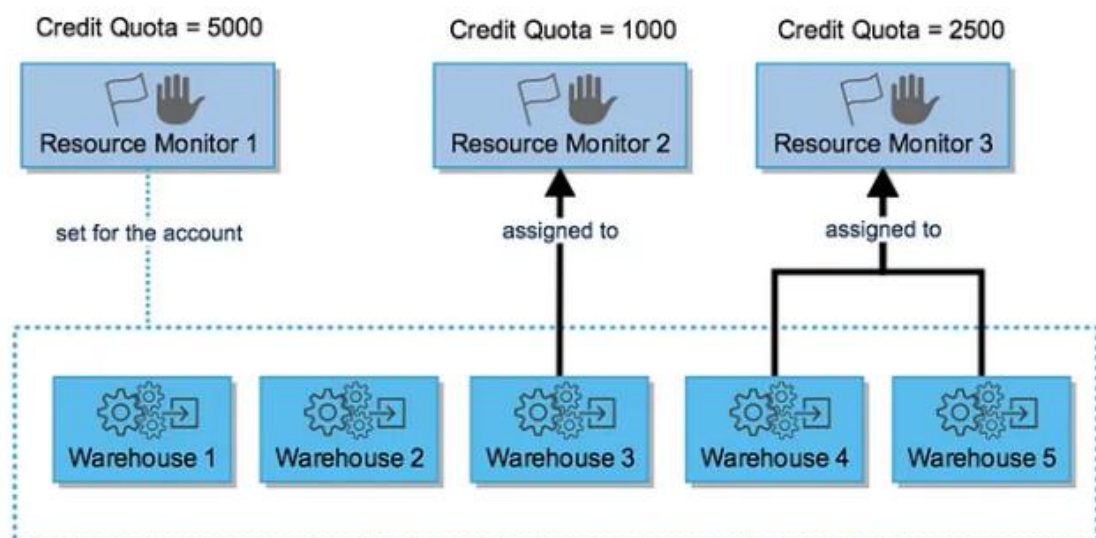 Credit Quota = 5000
Credit Quota = 1000
Credit Quota = 2500
Resource Monitor 1
Resource Monitor 2
Resource Monitor 3
set for the account
assigned to
assigned to
Warehouse 1
Warehouse 2
Warehouse 3
Warehouse 4
Warehouse 5